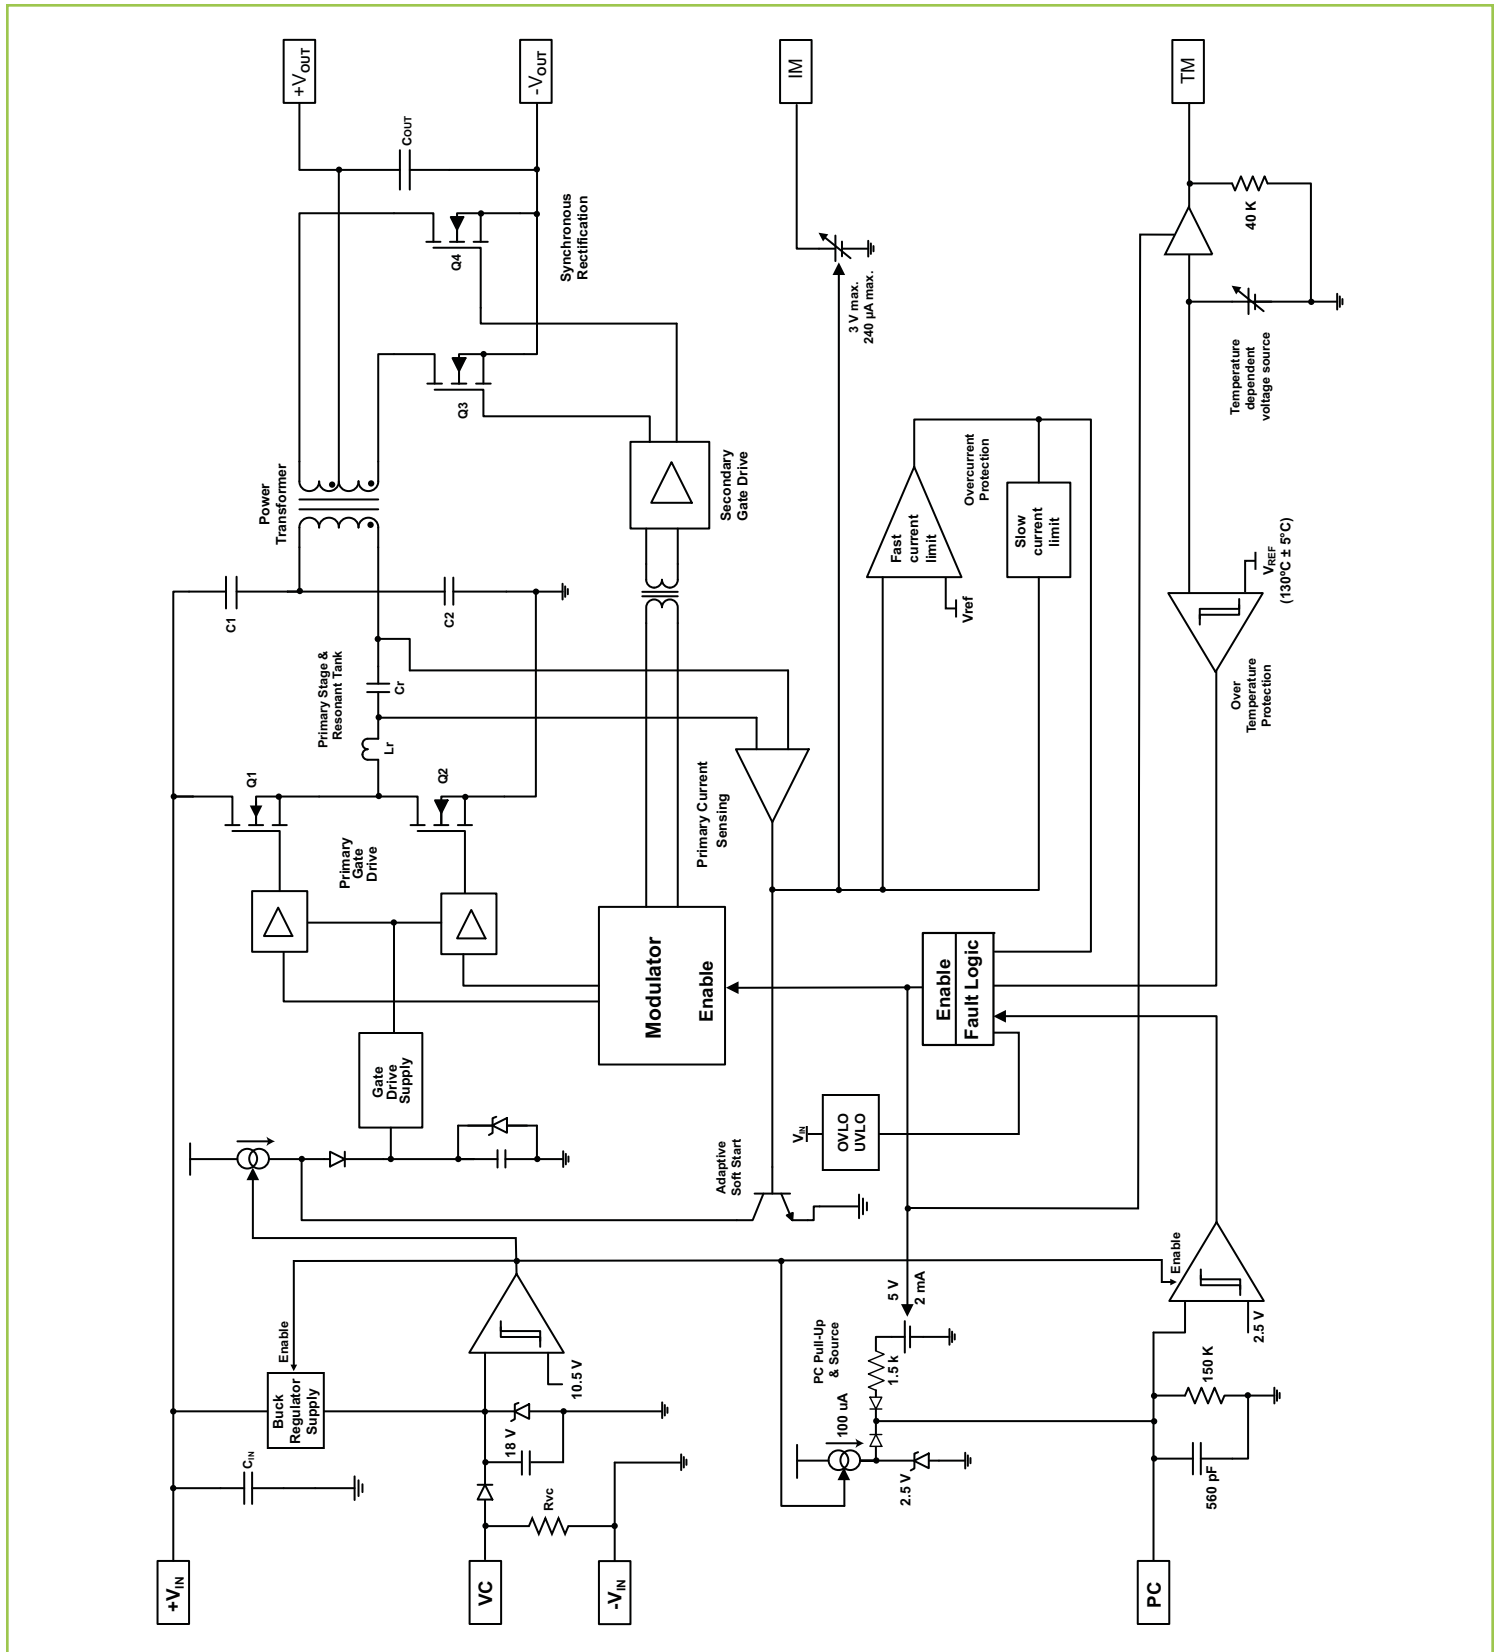 +VIN
CIN
Buck
Regulator
Supply
Enable
VC
Rvc
-VIN
18 V
10.5 V
Gate
Drive
Supply
Primary
Gate
Drive
Q1
Q2
Lr
Cr
Primary Stage &
Resonant Tank
C1
C2
Power
Transformer
+VOUT
COUT
-VOUT
Q4
Q3
Synchronous
Rectification
Secondary
Gate Drive
Modulator
Enable
Primary Current
Sensing
Adaptive
Soft Start
VIN
OVLO
UVLO
Enable
Fault Logic
Fast
current
limit
Vref
Slow
current
limit
Overcurrent
Protection
IM
3 V max.
240 µA max.
PC Pull-Up
& Source
100 uA
2.5 V
1.5 k
5 V
2 mA
PC
560 pF
150 K
2.5 V
Enable
Over
Temperature
Protection
VREF
(130ºC ± 5ºC)
Temperature
dependent
voltage source
40 K
TM